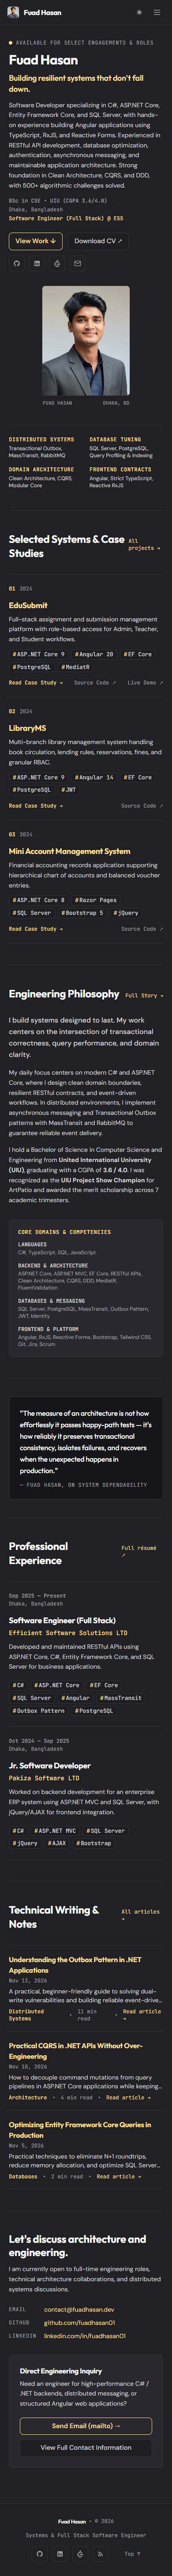 Fuad Hasan
AVAILABLE FOR SELECT ENGAGEMENTS & ROLES
Fuad Hasan
Building resilient systems that don't fall
down.
Software Developer specializing in C#, ASP.NET Core,
Entity Framework Core, and SQL Server, with hands-
on experience building Angular applications using
TypeScript, RxJS, and Reactive Forms. Experienced in
RESTful API development, database optimization,
authentication, asynchronous messaging, and
maintainable application architecture. Strong
foundation in Clean Architecture, CQRS, and DDD,
with 500+ algorithmic challenges solved.
BSc in CSE · UIU (CGPA 3.6/4.0)
Dhaka, Bangladesh
Software Engineer (Full Stack) @ ESS
View Work ↓
Download CV ↗
FUAD HASAN
DHAKA, BD
DISTRIBUTED SYSTEMS
Transactional Outbox,
MassTransit, RabbitMQ
DATABASE TUNING
SQL Server, PostgreSQL,
Query Profiling & Indexing
DOMAIN ARCHITECTURE
Clean Architecture, CQRS,
Modular Core
FRONTEND CONTRACTS
Angular, Strict TypeScript,
Reactive RxJS
Selected Systems & Case
Studies
All
projects →
01 2024
EduSubmit
Full-stack assignment and submission management
platform with role-based access for Admin, Teacher,
and Student workflows.
#ASP.NET Core 9 #Angular 20 #EF Core
#PostgreSQL #MediatR
Read Case Study → Source Code ↗ Live Demo ↗
02 2024
LibraryMS
Multi-branch library management system handling
book circulation, lending rules, reservations, fines, and
granular RBAC.
#ASP.NET Core 9 #Angular 14 #EF Core
#PostgreSQL #JWT
Read Case Study → Source Code ↗
03 2024
Mini Account Management System
Financial accounting records application supporting
hierarchical chart of accounts and balanced voucher
entries.
#ASP.NET Core 8 #Razor Pages
#SQL Server #Bootstrap 5 #jQuery
Read Case Study → Source Code ↗
Engineering Philosophy
Full Story →
I build systems designed to last. My work
centers on the intersection of transactional
correctness, query performance, and domain
clarity.
My daily focus centers on modern C# and ASP.NET
Core, where I design clean domain boundaries,
resilient RESTful contracts, and event-driven
workflows. In distributed environments, I implement
asynchronous messaging and Transactional Outbox
patterns with MassTransit and RabbitMQ to
guarantee reliable event delivery.
I hold a Bachelor of Science in Computer Science and
Engineering from United International University
(UIU), graduating with a CGPA of 3.6 / 4.0. I was
recognized as the UIU Project Show Champion for
ArtPatio and awarded the merit scholarship across 7
academic trimesters.
CORE DOMAINS & COMPETENCIES
LANGUAGES
C#, TypeScript, SQL, JavaScript
BACKEND & ARCHITECTURE
ASP.NET Core, ASP.NET MVC, EF Core, RESTful APIs,
Clean Architecture, CQRS, DDD, MediatR,
FluentValidation
DATABASES & MESSAGING
SQL Server, PostgreSQL, MassTransit, Outbox Pattern,
JWT, Identity
FRONTEND & PLATFORM
Angular, RxJS, Reactive Forms, Bootstrap, Tailwind CSS,
Git, Jira, Scrum
"The measure of an architecture is not how
effortlessly it passes happy-path tests — it's
how reliably it preserves transactional
consistency, isolates failures, and recovers
when the unexpected happens in
production."
— FUAD HASAN, ON SYSTEM DEPENDABILITY
Professional
Experience
Full résumé
↗
Sep 2025 — Present
Dhaka, Bangladesh
Software Engineer (Full Stack)
Efficient Software Solutions LTD
Developed and maintained RESTful APIs using
ASP.NET Core, C#, Entity Framework Core, and SQL
Server for business applications.
#C# #ASP.NET Core #EF Core
#SQL Server #Angular #MassTransit
#Outbox Pattern #PostgreSQL
Oct 2024 — Sep 2025
Dhaka, Bangladesh
Jr. Software Developer
Pakiza Software LTD
Worked on backend development for an enterprise
ERP system using ASP.NET MVC and SQL Server, with
jQuery/AJAX for frontend integration.
#C# #ASP.NET MVC #SQL Server
#jQuery #AJAX #Bootstrap
Technical Writing &
Notes
All articles
→
Understanding the Outbox Pattern in .NET
Applications
Nov 13, 2026
A practical, beginner-friendly guide to solving dual-
write vulnerabilities and building reliable event-drive...
Distributed
Systems
• 11 min
read
• Read article
→
Practical CQRS in .NET APIs Without Over-
Engineering
Nov 10, 2026
How to decouple command mutations from query
pipelines in ASP.NET Core applications while keeping...
Architecture • 4 min read • Read article →
Optimizing Entity Framework Core Queries in
Production
Nov 5, 2026
Practical techniques to eliminate N+1 roundtrips,
reduce memory allocation, and optimize SQL Server...
Databases • 2 min read • Read article →
Let's discuss architecture and
engineering.
I am currently open to full-time engineering roles,
technical architecture collaborations, and distributed
systems discussions.
EMAIL contact@fuadhasan.dev
GITHUB github.com/fuadhasan01
LINKEDIN linkedin.com/in/fuadhasan01
Direct Engineering Inquiry
Need an engineer for high-performance C# /
.NET backends, distributed messaging, or
structured Angular web applications?
Send Email (mailto) →
View Full Contact Information
Fuad Hasan • © 2026
Systems & Full Stack Software Engineer
Top ↑